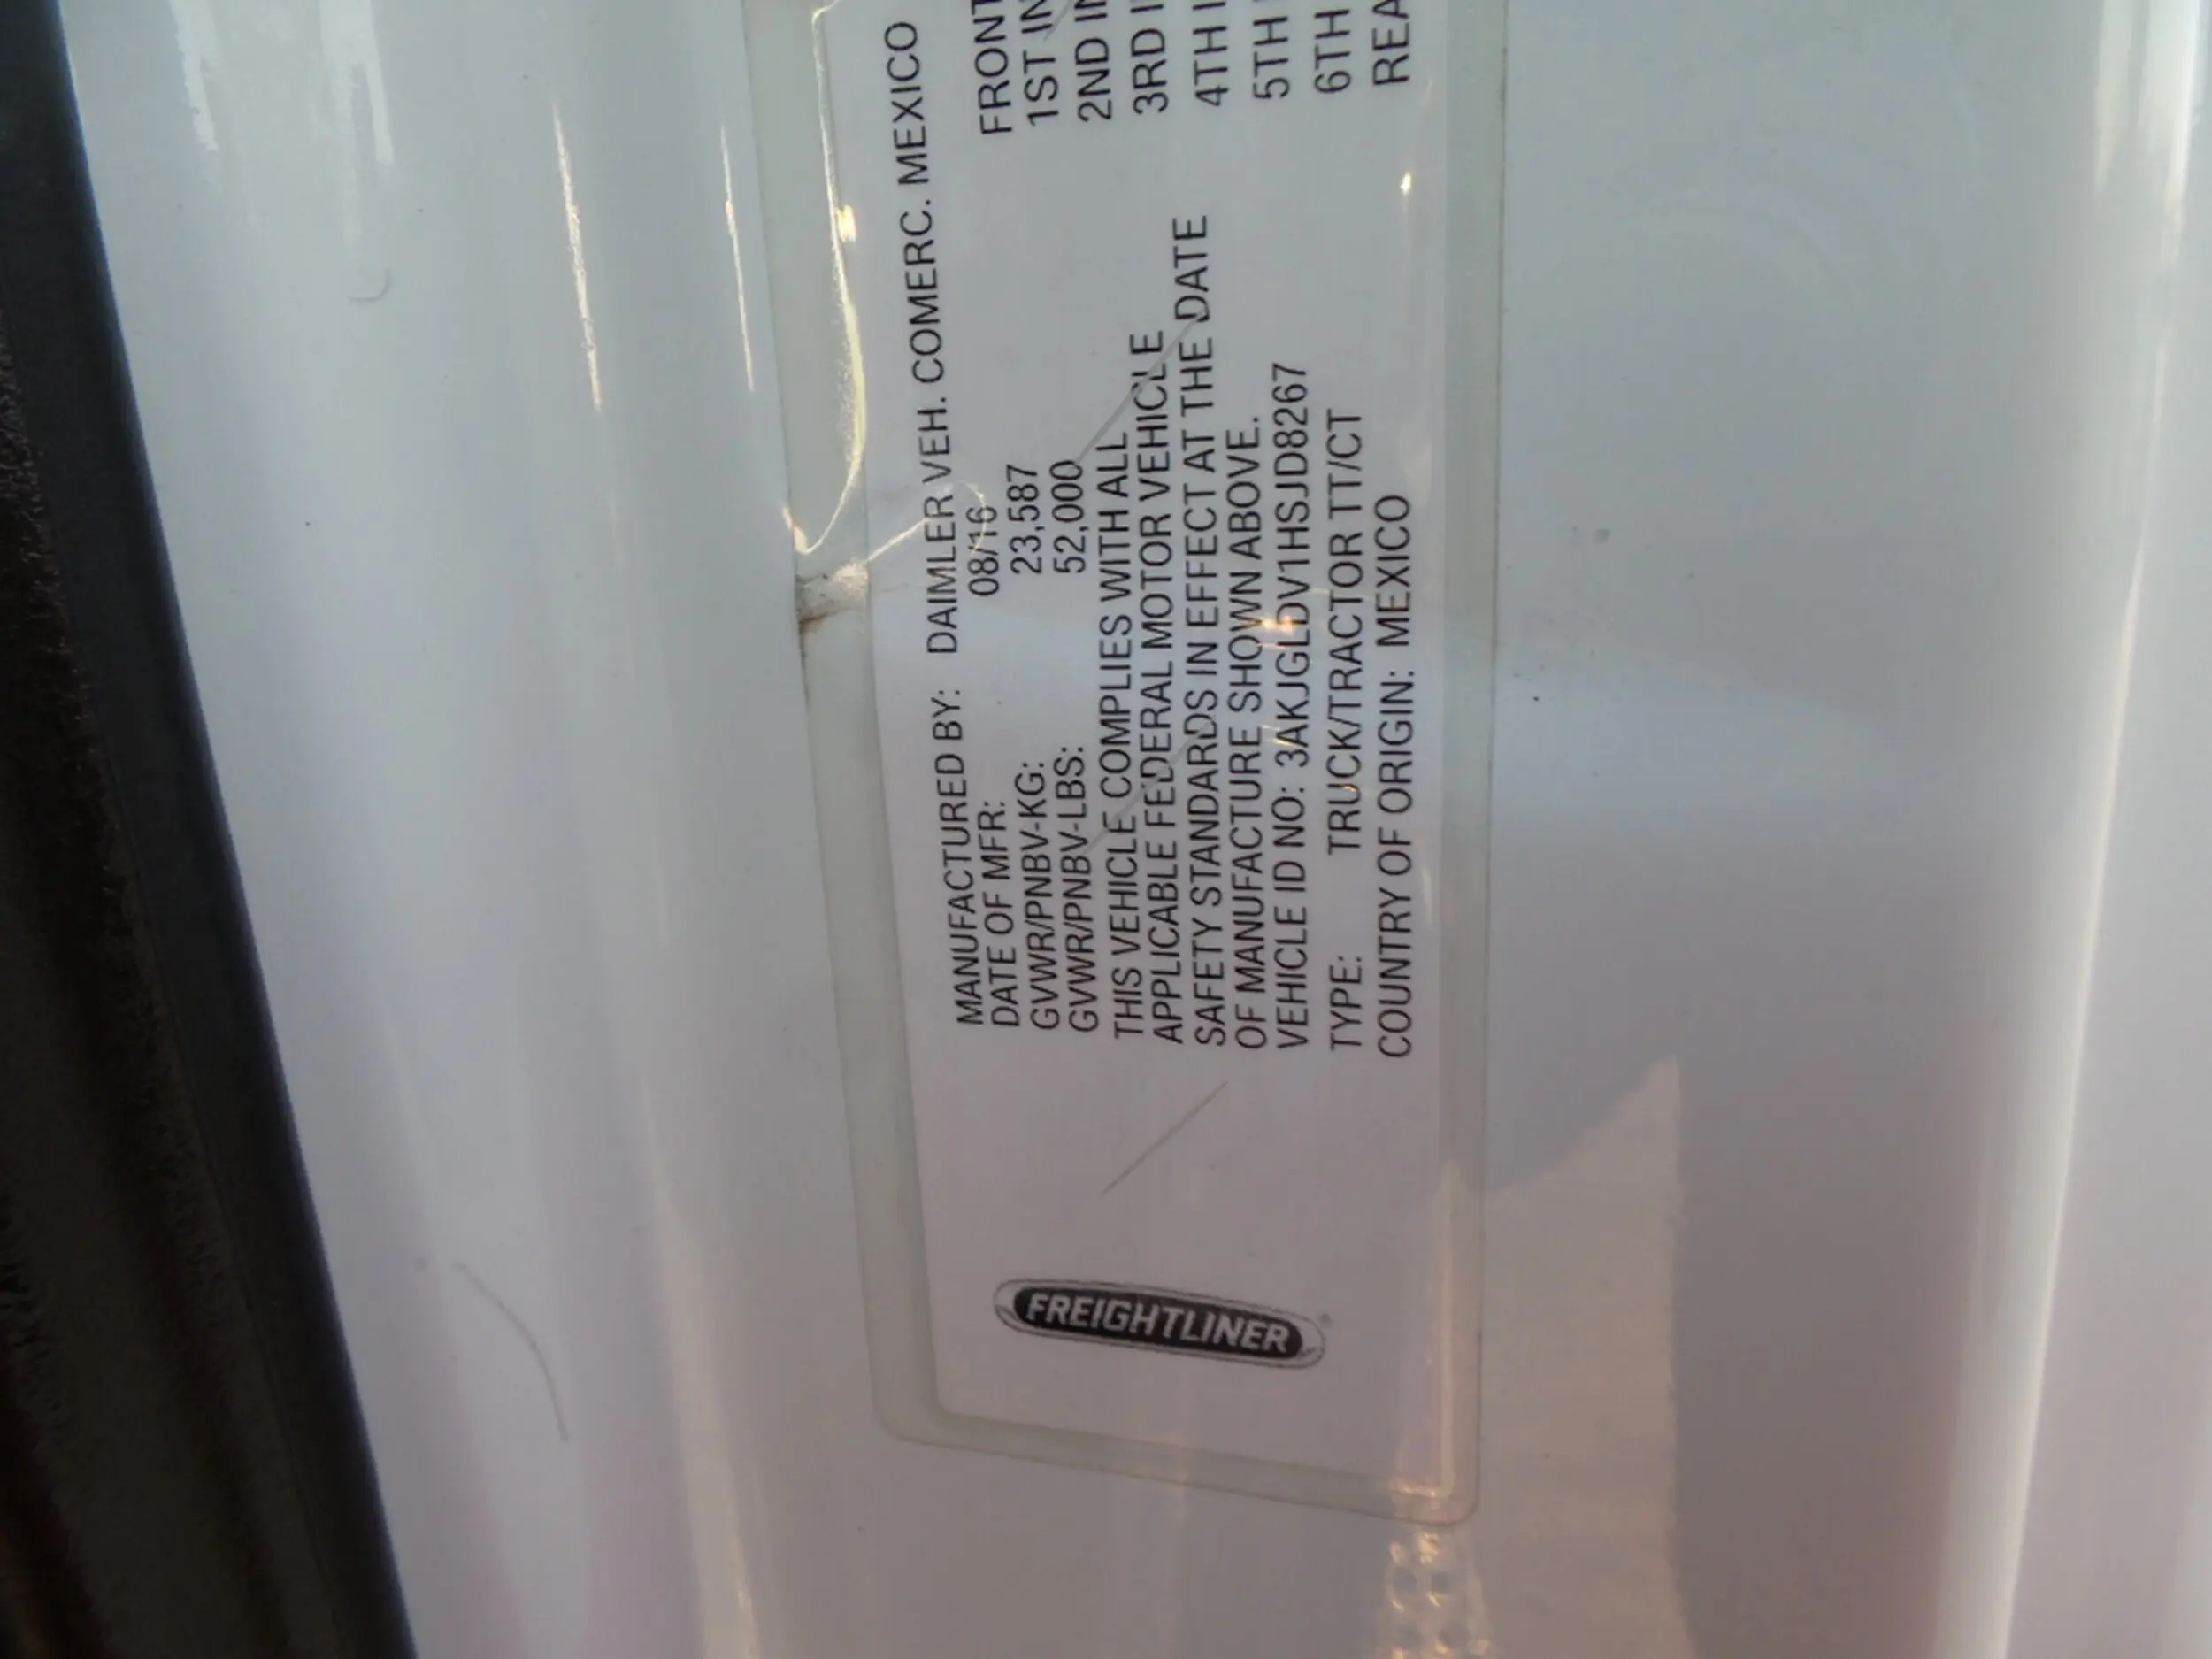 FREIGHTLINER
MANUFACTURED BY: DAIMLER VEH. COMERC. MEXICO
DATE OF MFR: 08/16
GVWR/PNBV-KG: 23,587
GVWR/PNBV-LBS: 52,000
THIS VEHICLE COMPLIES WITH ALL
APPLICABLE FEDERAL MOTOR VEHICLE
SAFETY STANDARDS IN EFFECT AT THE DATE
OF MANUFACTURE SHOWN ABOVE.
VEHICLE ID NO: 3AKJGLDV1HSJD8267
TYPE: TRUCK/TRACTOR TT/CT
COUNTRY OF ORIGIN: MEXICO
FRONT
1ST
2ND
3RD
4TH
5TH
6TH